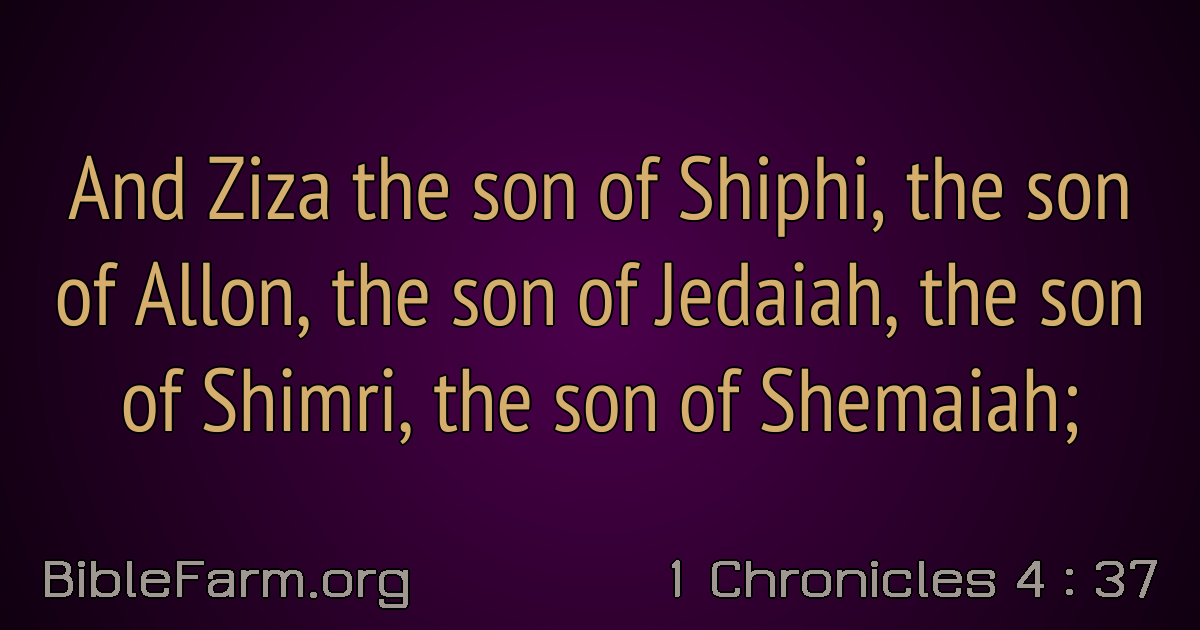 And Ziza the son of Shiphi, the son
of Allon, the son of Jedaiah, the son
of Shimri, the son of Shemaiah;
BibleFarm.org
1 Chronicles 4 : 37